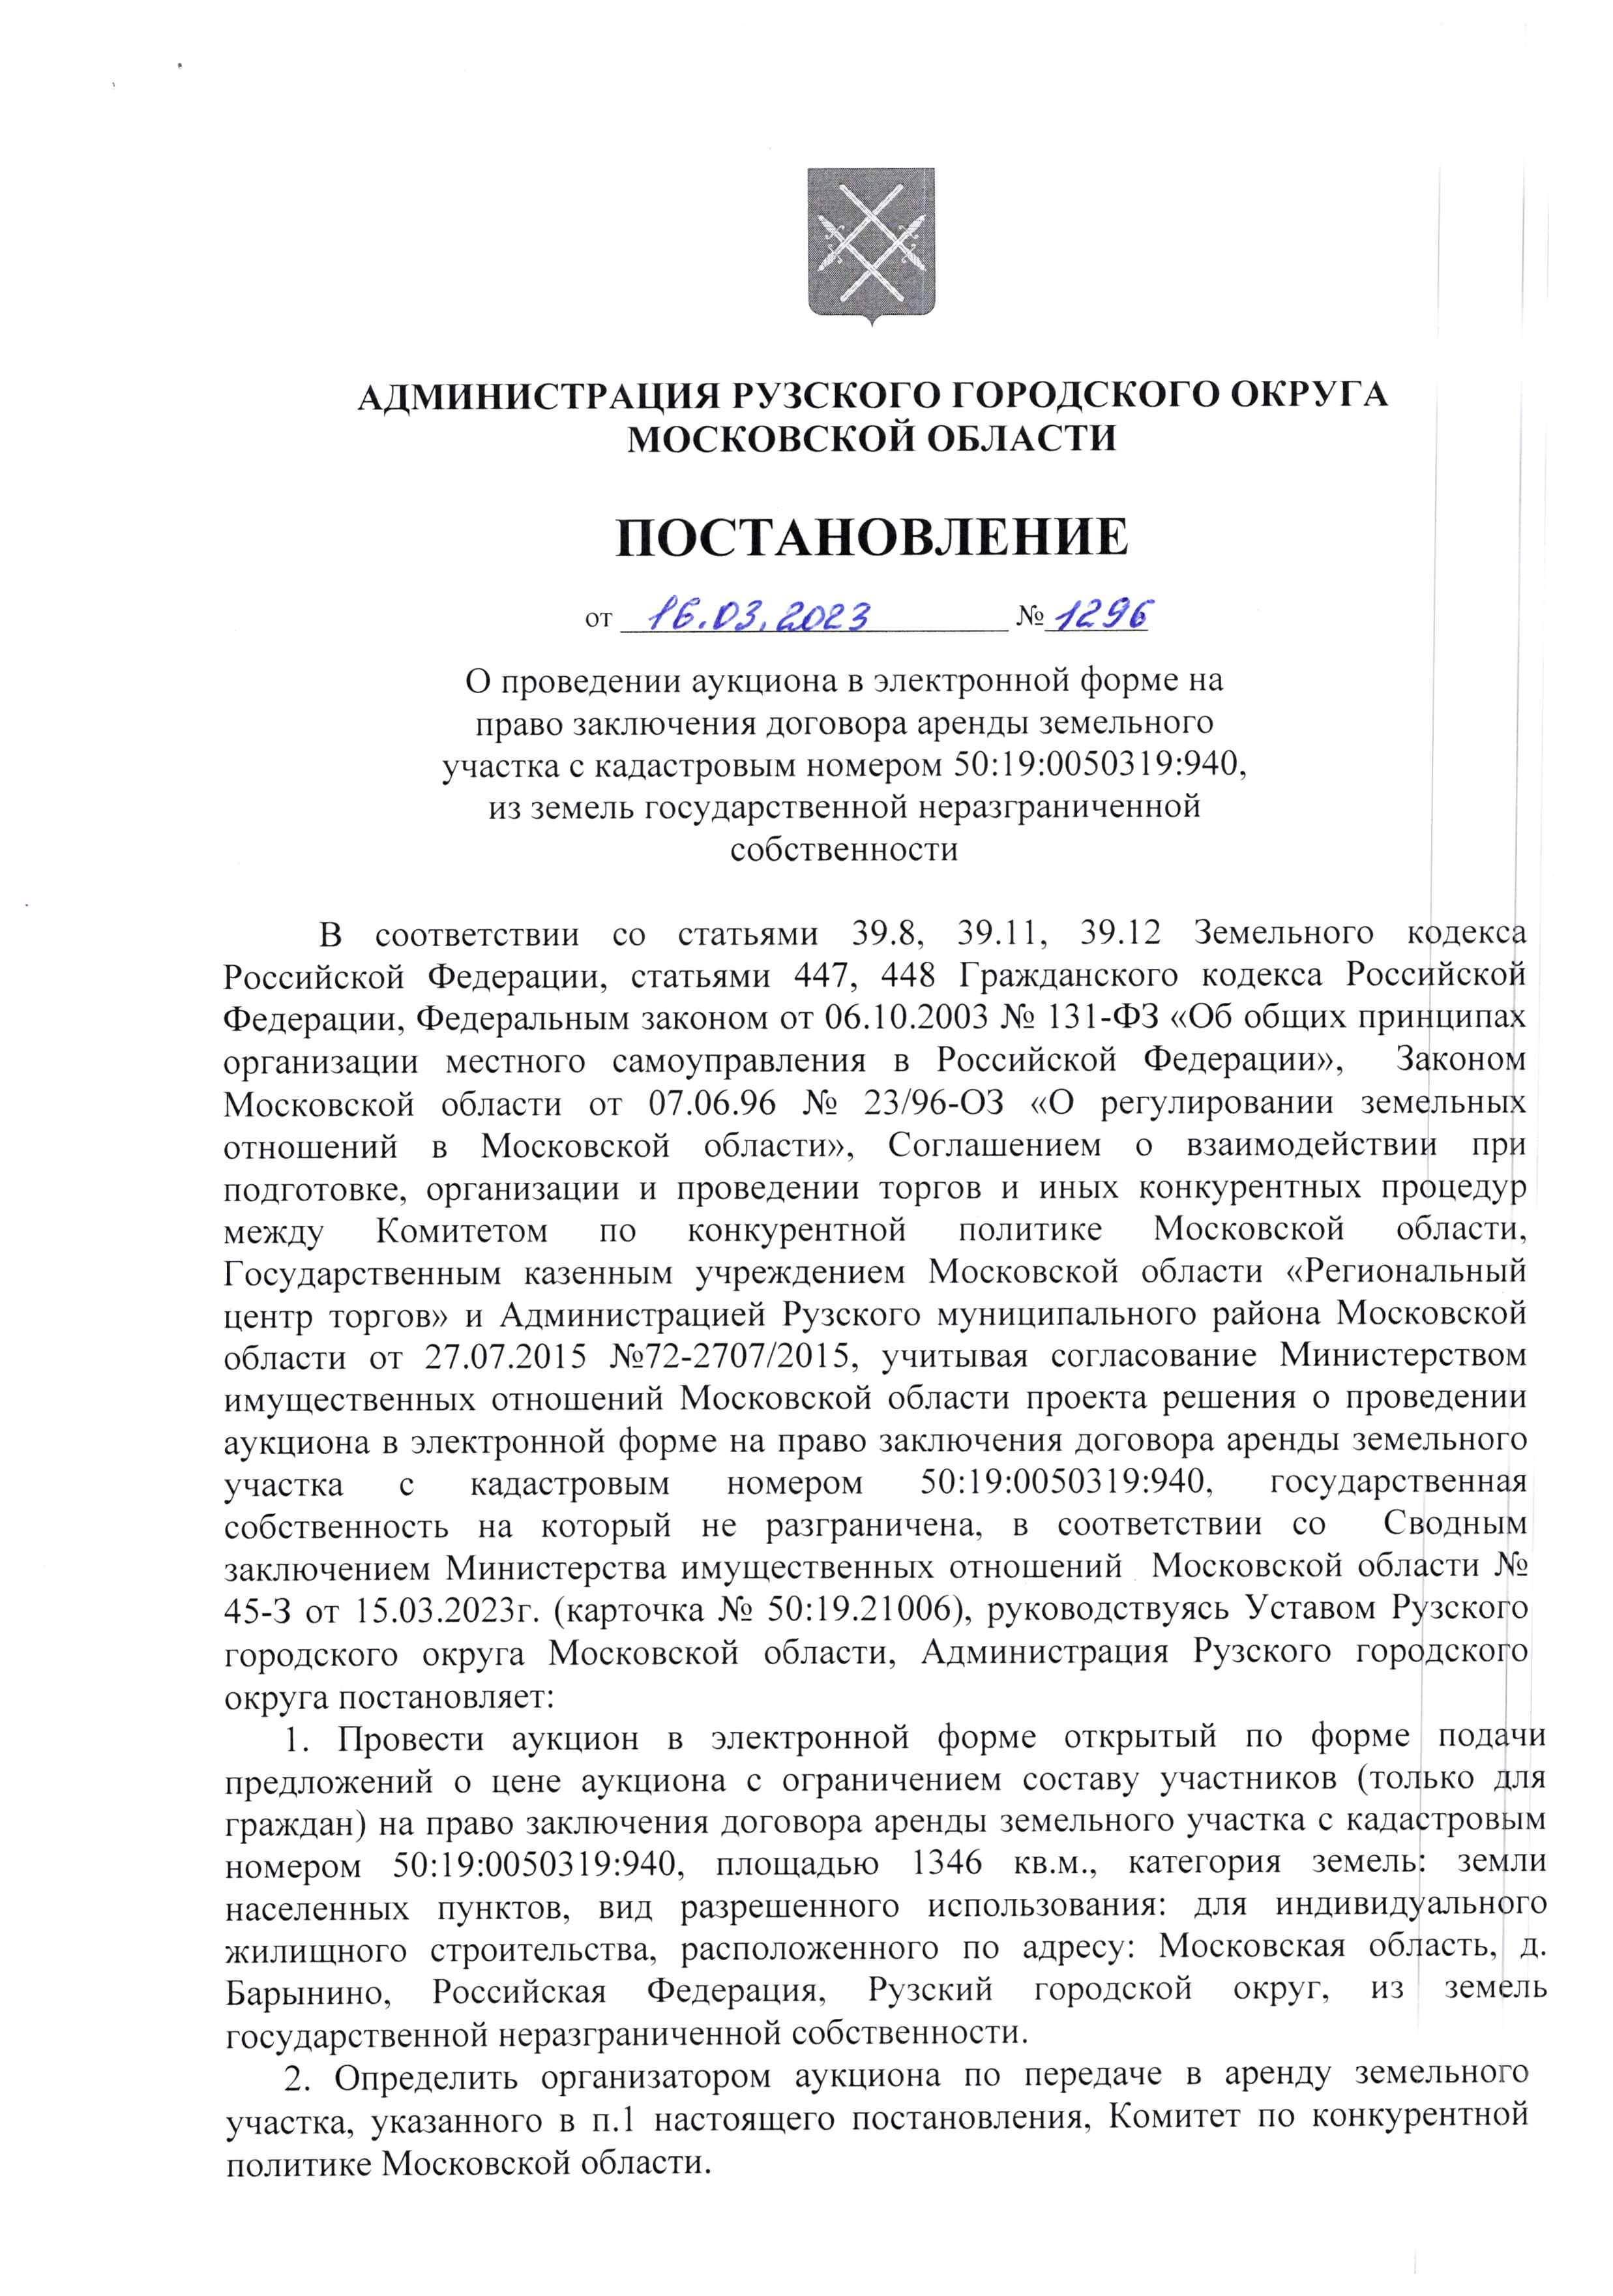 АДМИНИСТРАЦИЯ РУЗСКОГО ГОРОДСКОГО ОКРУГА
МОСКОВСКОЙ ОБЛАСТИ
ПОСТАНОВЛЕНИЕ
от 16.03.2023 № 1296
О проведении аукциона в электронной форме на
право заключения договора аренды земельного
участка с кадастровым номером 50:19:0050319:940,
из земель государственной неразграниченной
собственности
В соответствии со статьями 39.8, 39.11, 39.12 Земельного кодекса
Российской Федерации, статьями 447, 448 Гражданского кодекса Российской
Федерации, Федеральным законом от 06.10.2003 № 131-ФЗ «Об общих принципах
организации местного самоуправления в Российской Федерации», Законом
Московской области от 07.06.96 № 23/96-ОЗ «О регулировании земельных
отношений в Московской области», Соглашением о взаимодействии при
подготовке, организации и проведении торгов и иных конкурентных процедур
между Комитетом по конкурентной политике Московской области,
Государственным казенным учреждением Московской области «Региональный
центр торгов» и Администрацией Рузского муниципального района Московской
области от 27.07.2015 №72-2707/2015, учитывая согласование Министерством
имущественных отношений Московской области проекта решения о проведении
аукциона в электронной форме на право заключения договора аренды земельного
участка с кадастровым номером 50:19:0050319:940, государственная
собственность на который не разграничена, в соответствии со Сводным
заключением Министерства имущественных отношений Московской области №
45-З от 15.03.2023г. (карточка № 50:19.21006), руководствуясь Уставом Рузского
городского округа Московской области, Администрация Рузского городского
округа постановляет:
1. Провести аукцион в электронной форме открытый по форме подачи
предложений о цене аукциона с ограничением составу участников (только для
граждан) на право заключения договора аренды земельного участка с кадастровым
номером 50:19:0050319:940, площадью 1346 кв.м., категория земель: земли
населенных пунктов, вид разрешенного использования: для индивидуального
жилищного строительства, расположенного по адресу: Московская область, д.
Барынино, Российская Федерация, Рузский городской округ, из земель
государственной неразграниченной собственности.
2. Определить организатором аукциона по передаче в аренду земельного
участка, указанного в п.1 настоящего постановления, Комитет по конкурентной
политике Московской области.